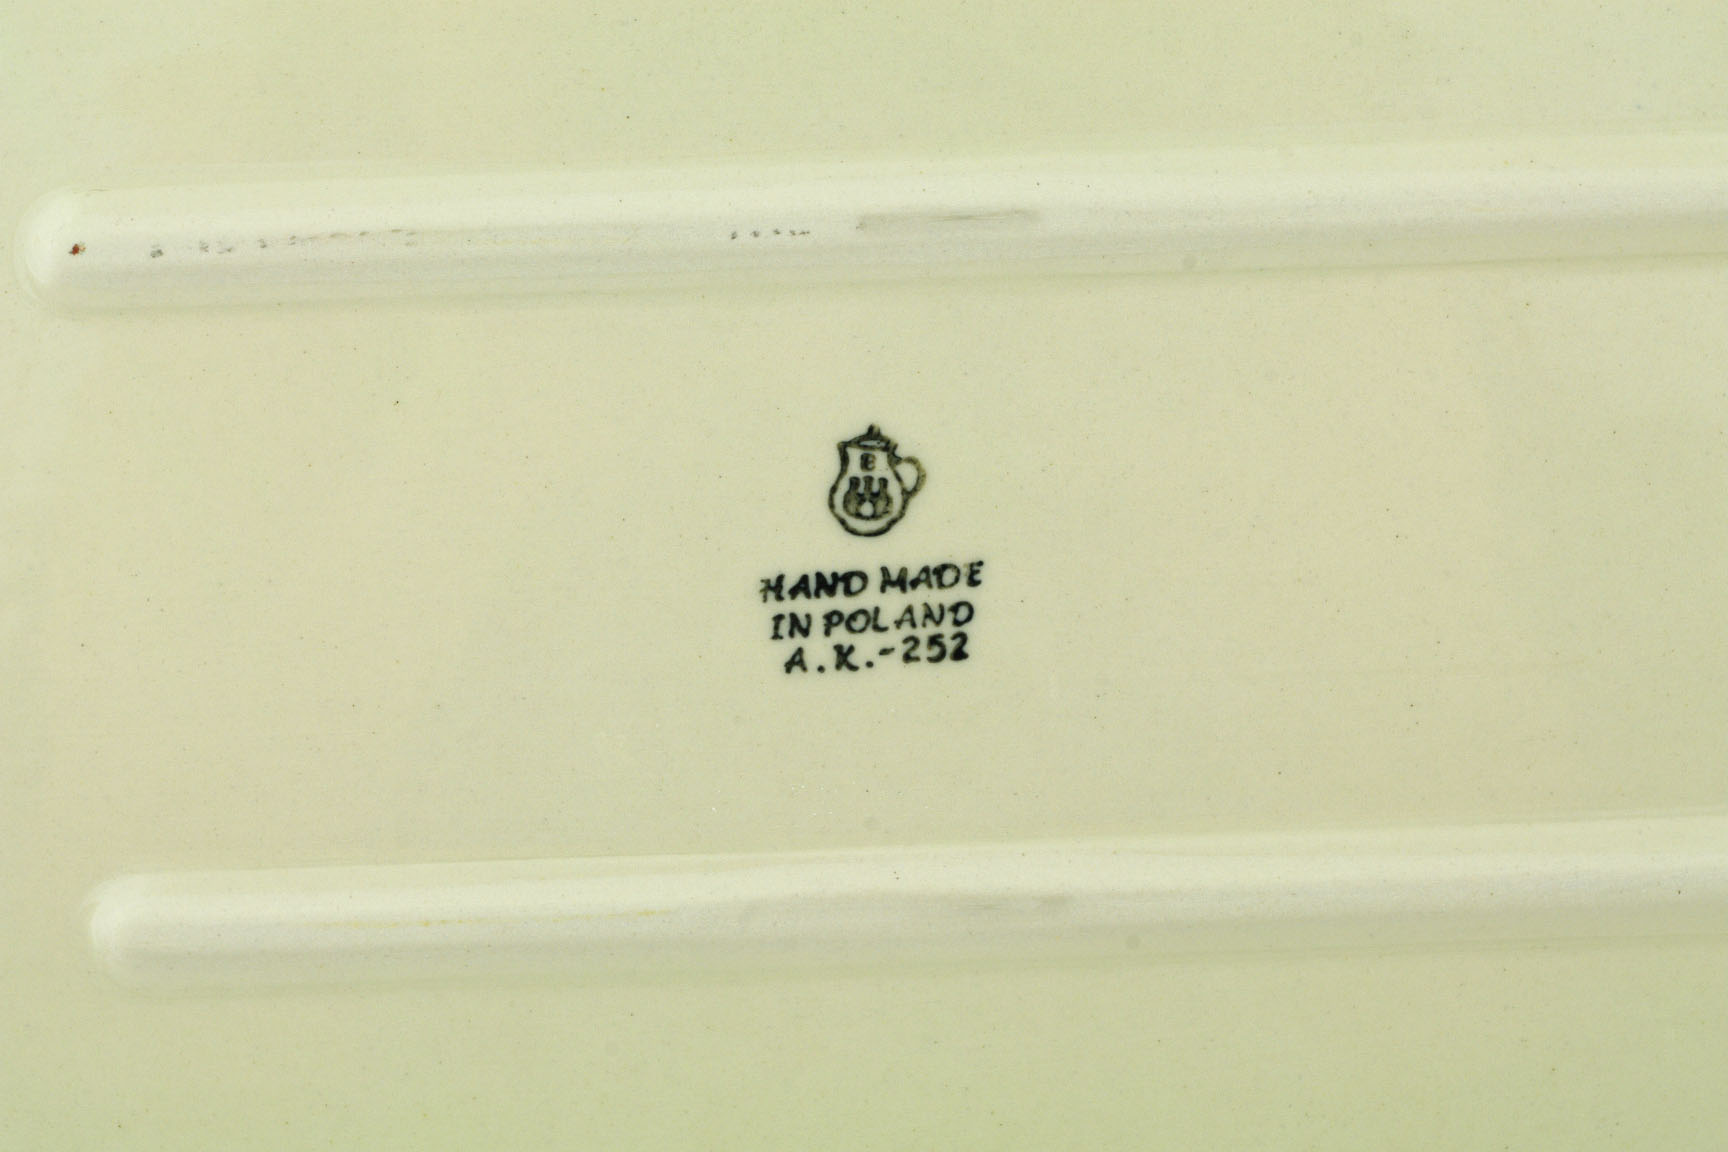 B
HAND MADE
IN POLAND
A.K.-252